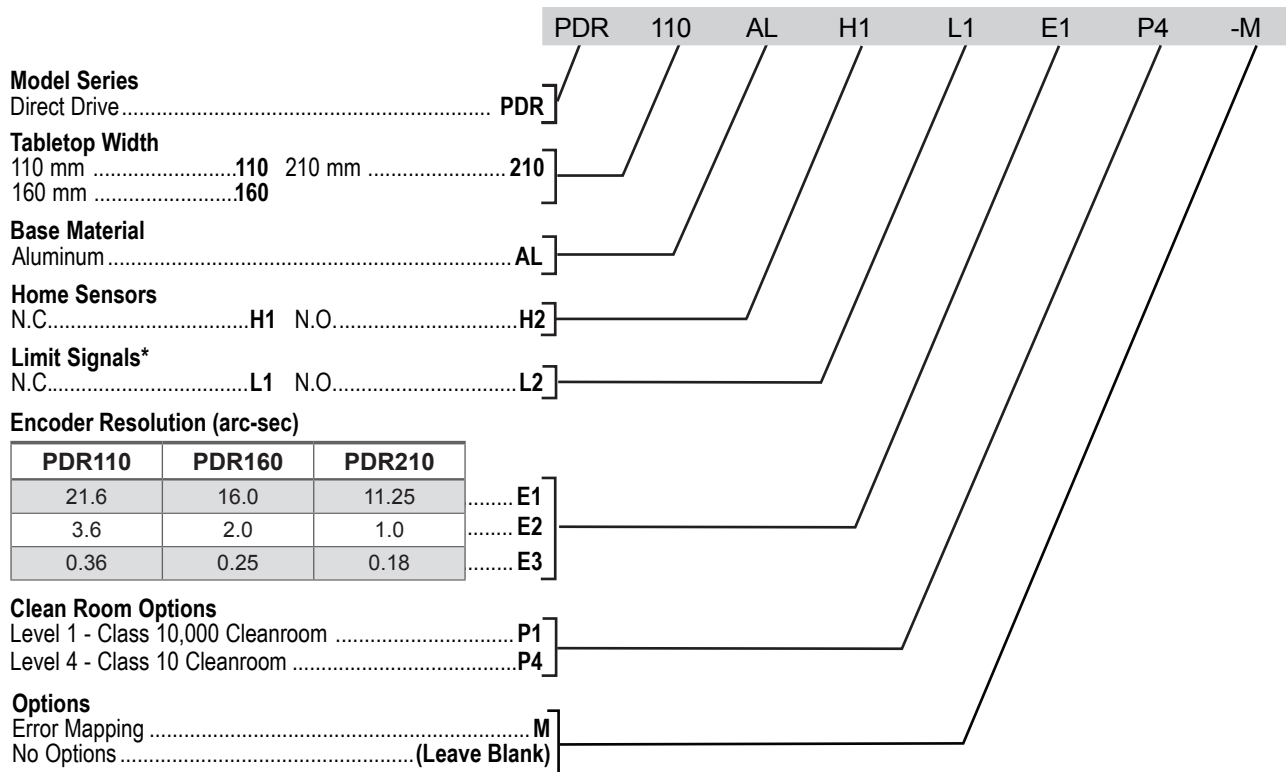 PDR 110 AL H1 L1 E1 P4 -M
Model Series
Direct Drive........................................................................ PDR
Tabletop Width
110 mm ...........................110 210 mm ..........................210
160 mm ...........................160
Base Material
Aluminum..............................................................................AL
Home Sensors
N.C...................................H1 N.O...................................H2
Limit Signals*
N.C...................................L1 N.O...................................L2
Encoder Resolution (arc-sec)
PDR110 PDR160 PDR210
21.6 16.0 11.25 ........ E1
3.6 2.0 1.0 ........ E2
0.36 0.25 0.18 ........ E3
Clean Room Options
Level 1 - Class 10,000 Cleanroom ..................................P1
Level 4 - Class 10 Cleanroom ...........................................P4
Options
Error Mapping .........................................................................M
No Options.........................................................(Leave Blank)